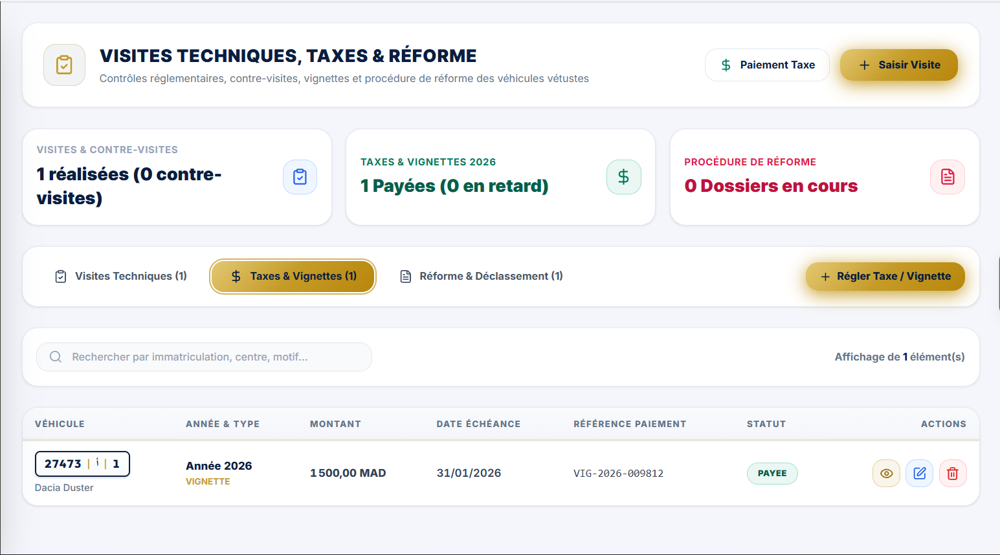 VISITES TECHNIQUES, TAXES & RÉFORME
Contrôles réglementaires, contre-visites, vignettes et procédure de réforme des véhicules vétustes
$ Paiement Taxe
+ Saisir Visite
VISITES & CONTRE-VISITES
1 réalisées (0 contre-
visites)
TAXES & VIGNETTES 2026
1 Payées (0 en retard)
$
PROCÉDURE DE RÉFORME
0 Dossiers en cours
Visites Techniques (1)
$ Taxes & Vignettes (1)
Réforme & Déclassement (1)
+ Régler Taxe / Vignette
Rechercher par immatriculation, centre, motif...
Affichage de 1 élément(s)
VÉHICULE ANNÉE & TYPE MONTANT DATE ÉCHÉANCE RÉFÉRENCE PAIEMENT STATUT ACTIONS
27473 | أ | 1
Dacia Duster
Année 2026
VIGNETTE
1 500,00 MAD
31/01/2026
VIG-2026-009812
PAYEE